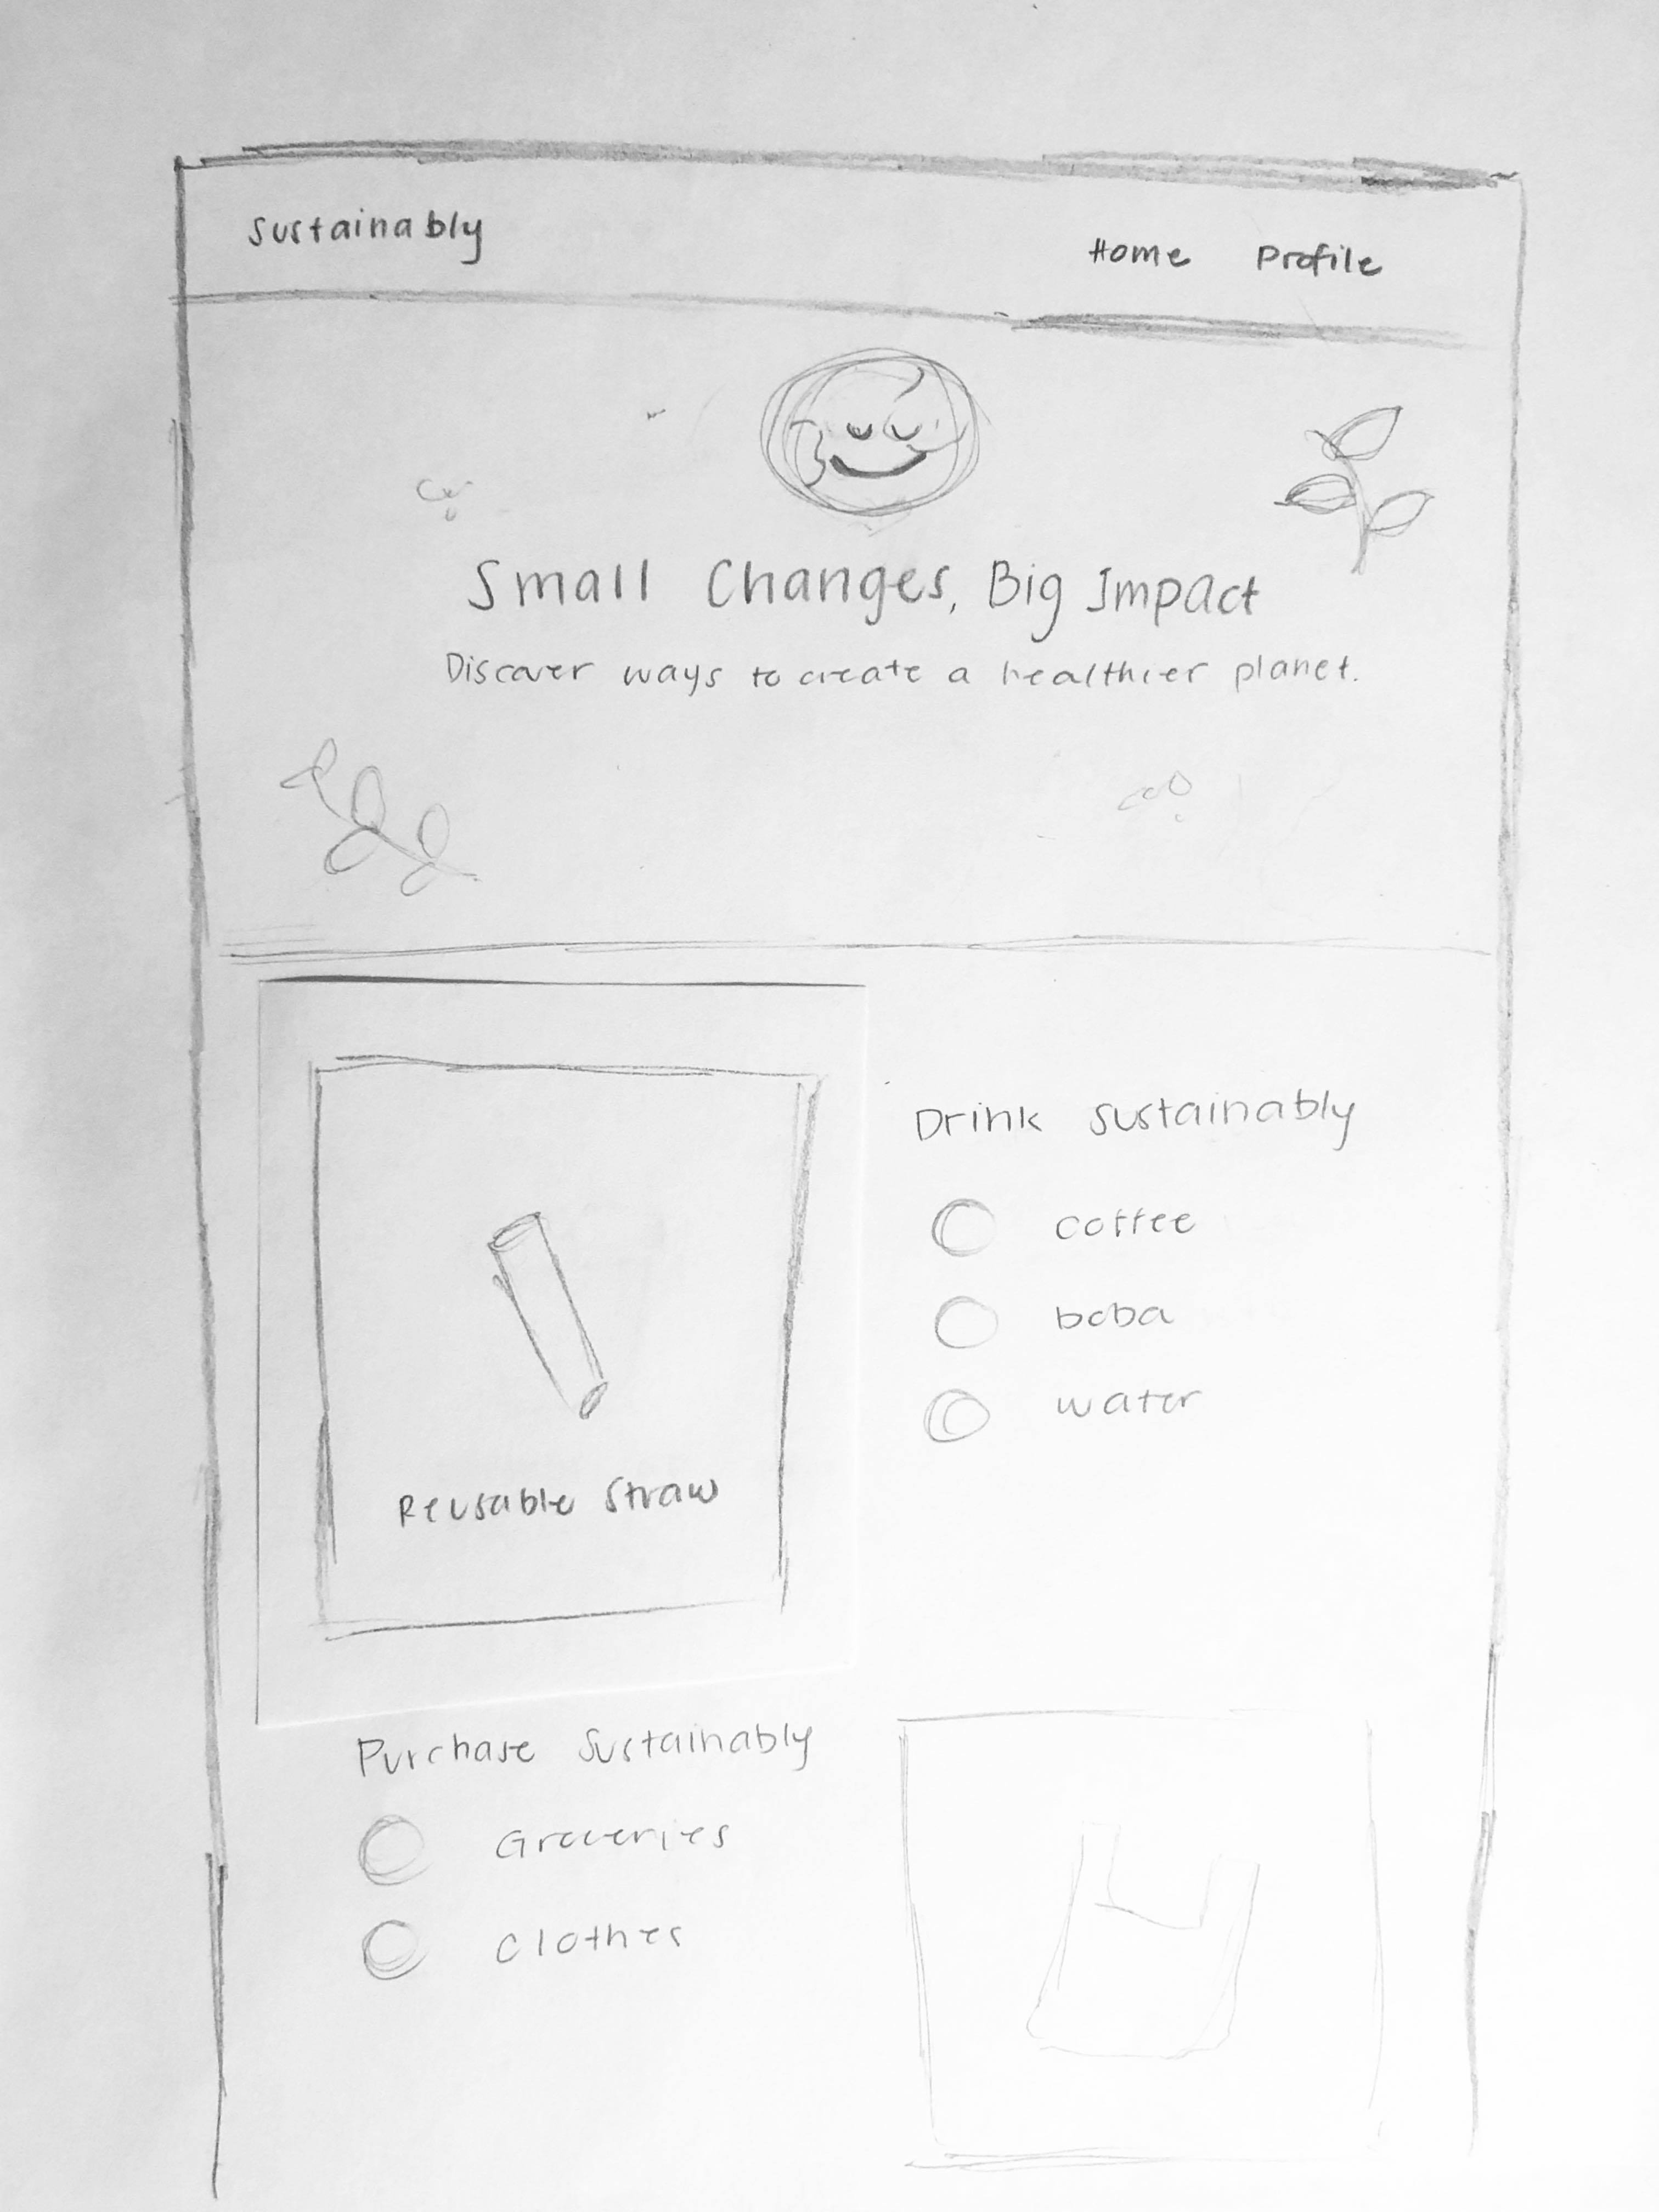 Sustainably
Home Profile
Small Changes, Big Impact
Discover ways to create a healthier planet.
Drink Sustainably
coffee
boba
water
Reusable Straw
Purchase Sustainably
Groceries
Clothes